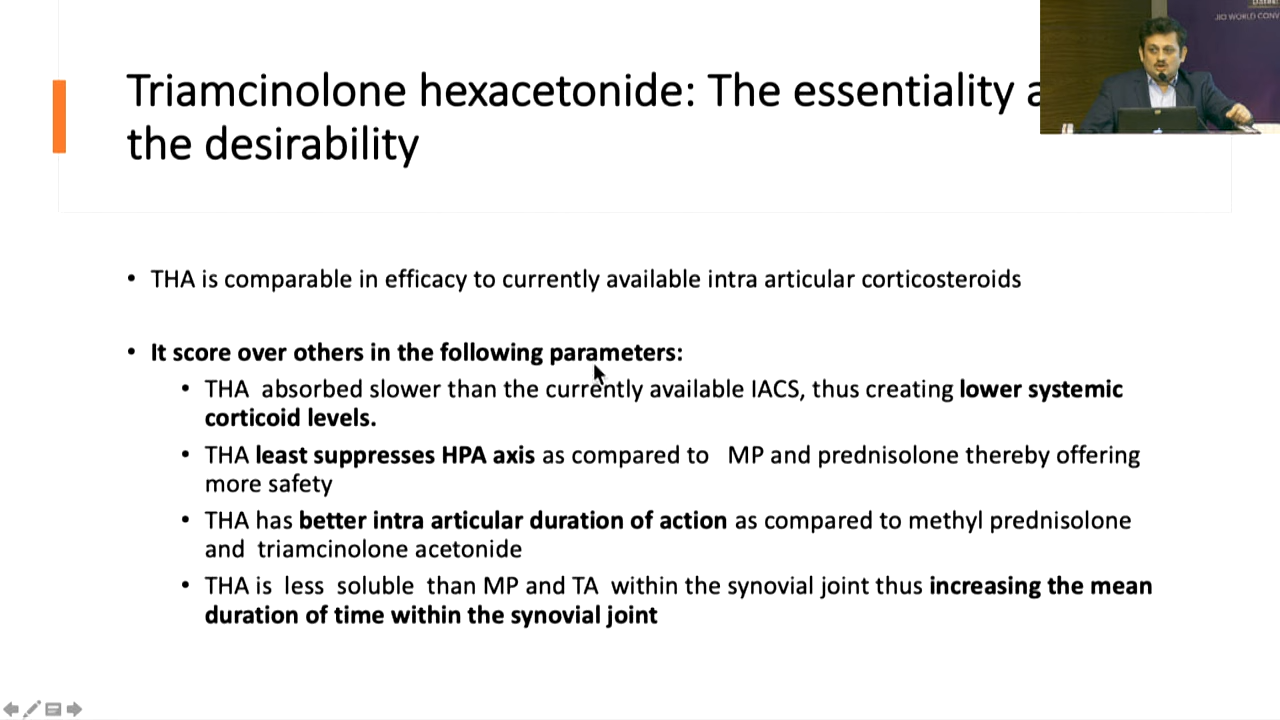 Triamcinolone hexacetonide: The essentiality
the desirability
JIO WORLD CONV
• THA is comparable in efficacy to currently available intra articular corticosteroids
• It score over others in the following parameters:
• THA absorbed slower than the currently available IACS, thus creating lower systemic
corticoid levels.
• THA least suppresses HPA axis as compared to MP and prednisolone thereby offering
more safety
• THA has better intra articular duration of action as compared to methyl prednisolone
and triamcinolone acetonide
• THA is less soluble than MP and TA within the synovial joint thus increasing the mean
duration of time within the synovial joint